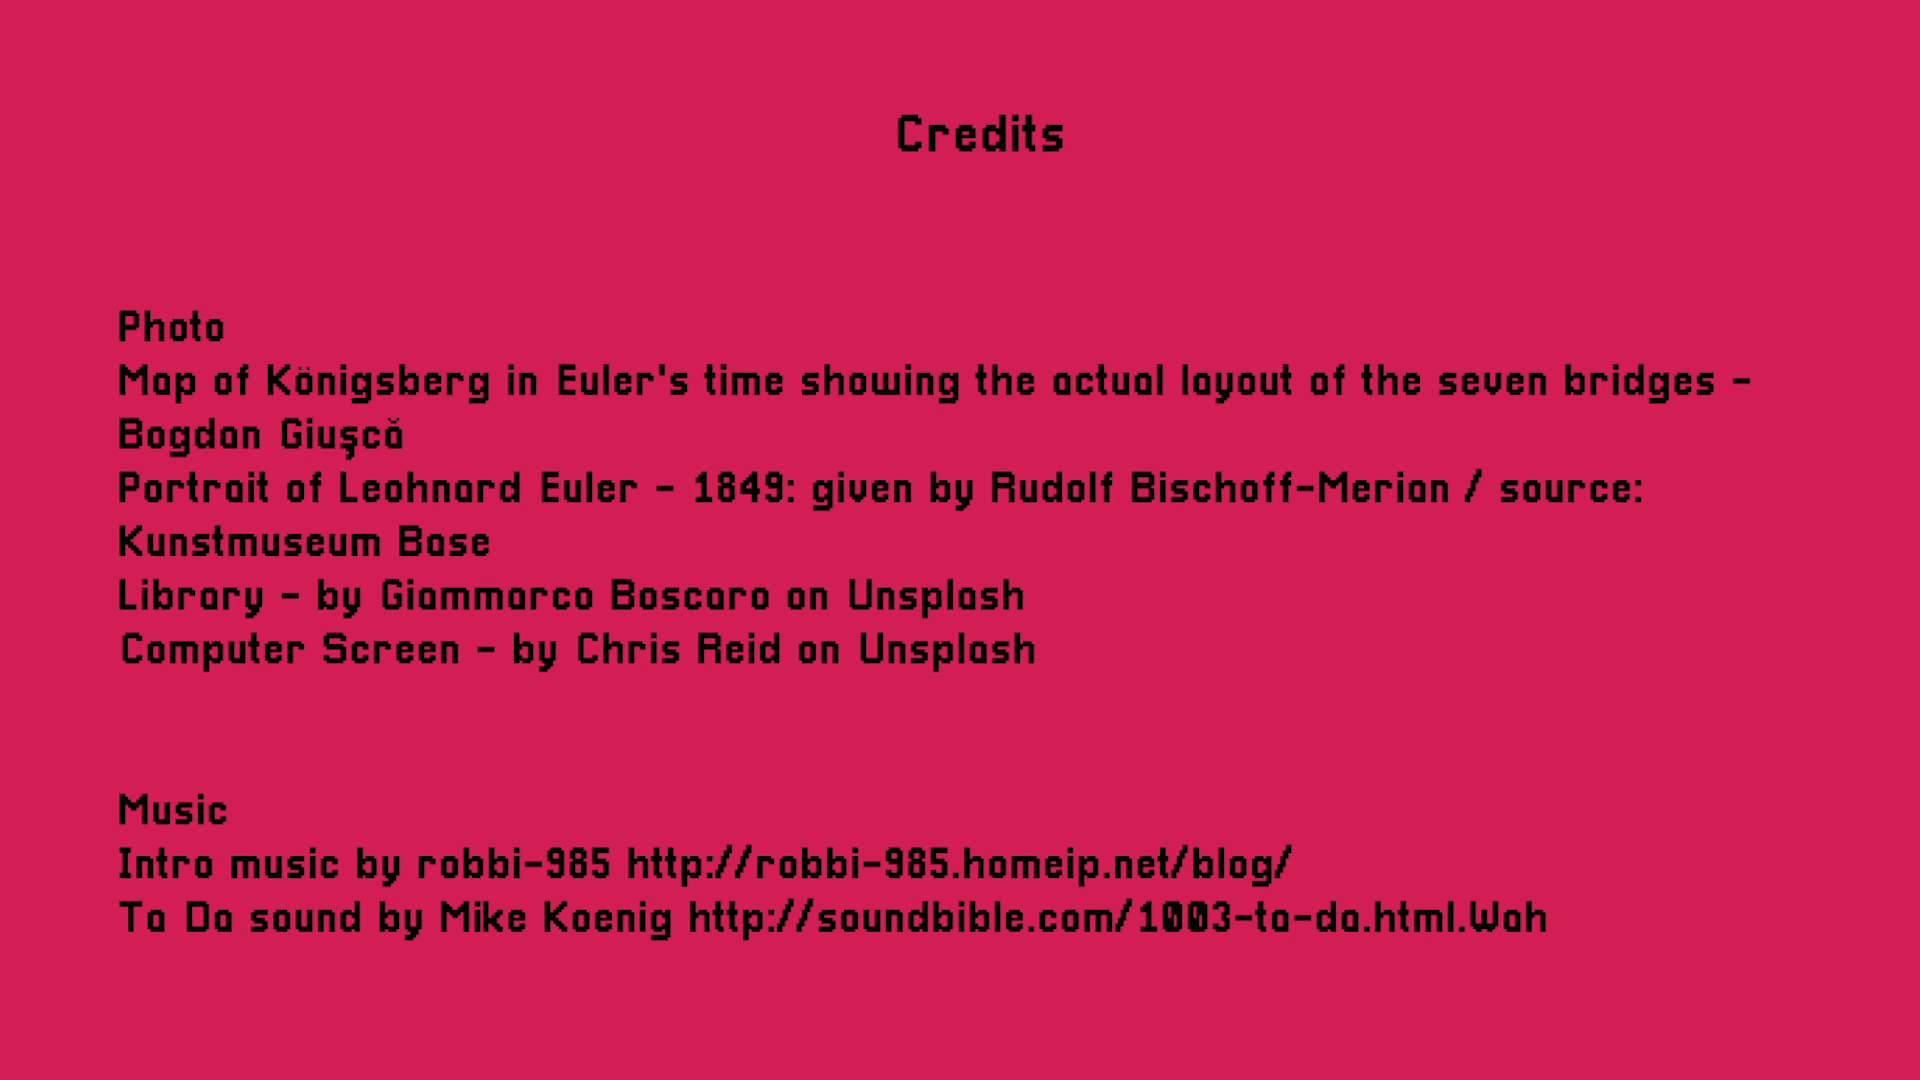 Credits
Photo
Map of Königsberg in Euler's time showing the actual layout of the seven bridges -
Bogdan Giuşcă
Portrait of Leohnard Euler - 1849: given by Rudolf Bischoff-Merian / source:
Kunstmuseum Base
Library - by Giammarco Boscaro on Unsplash
Computer Screen - by Chris Reid on Unsplash
Music
Intro music by robbi-985 http://robbi-985.homeip.net/blog/
Ta Da sound by Mike Koenig http://soundbible.com/1003-ta-da.html.Wah